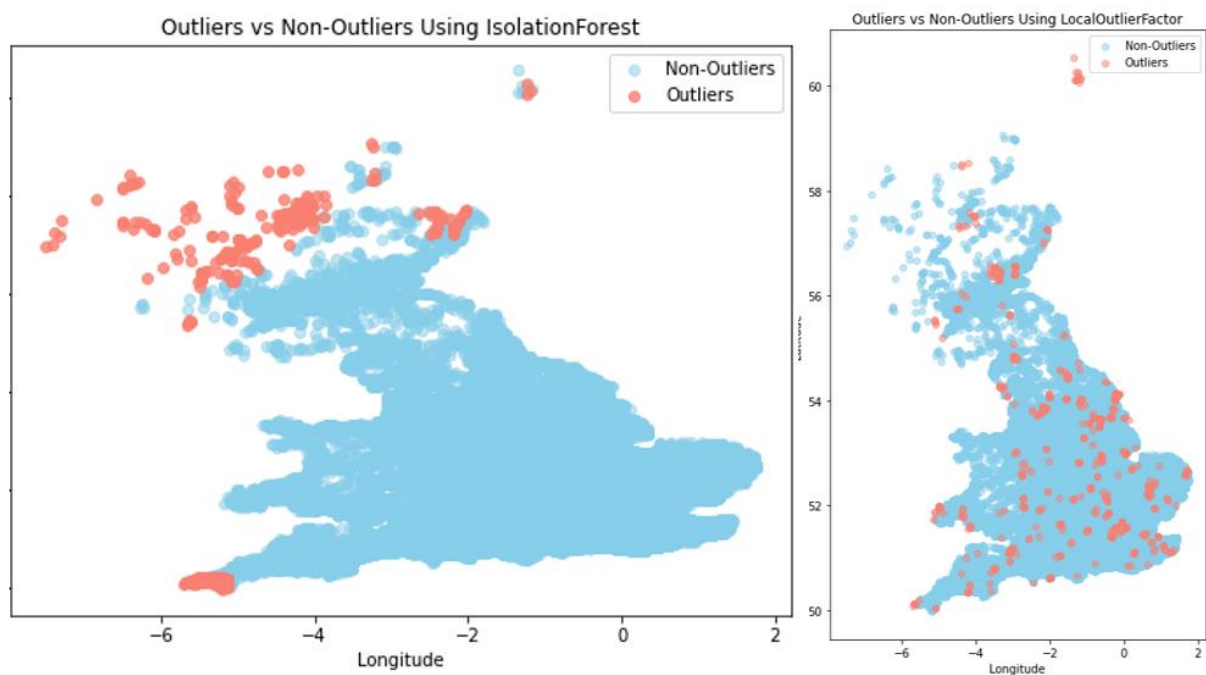 Outliers vs Non-Outliers Using IsolationForest
Non-Outliers
Outliers
−6
−4
−2
0
2
Longitude
Outliers vs Non-Outliers Using LocalOutlierFactor
Non-Outliers
Outliers
60
58
56
54
52
50
−6
−4
−2
0
2
Longitude